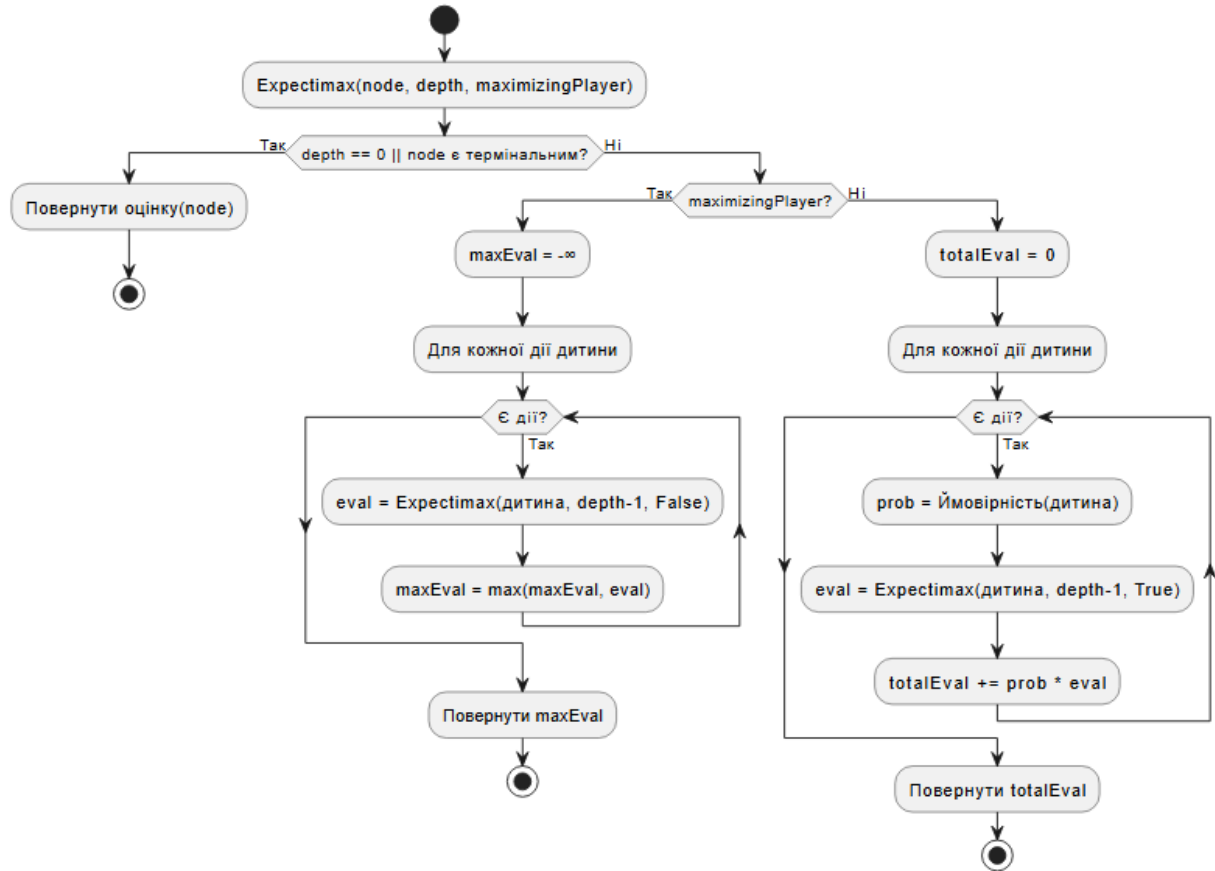 Expectimax(node, depth, maximizingPlayer)
Так
depth == 0 || node є термінальним?
Ні
Повернути оцінку(node)
Так
maximizingPlayer?
Ні
maxEval = -∞
totalEval = 0
Для кожної дії дитини
Для кожної дії дитини
Є дії?
Так
Є дії?
Так
eval = Expectimax(дитина, depth-1, False)
prob = Ймовірність(дитина)
maxEval = max(maxEval, eval)
eval = Expectimax(дитина, depth-1, True)
totalEval += prob * eval
Повернути maxEval
Повернути totalEval